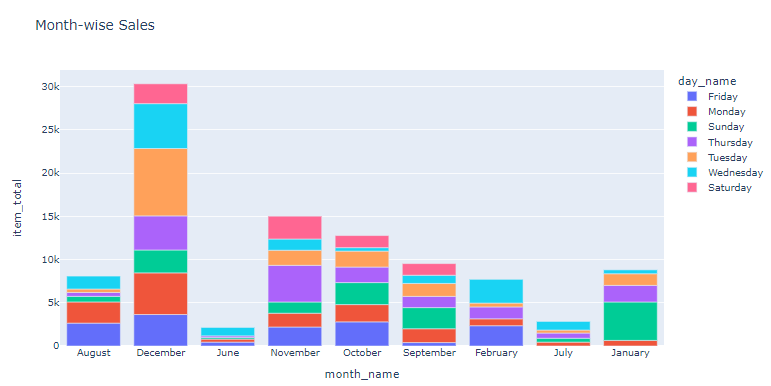 Month-wise Sales
day_name
Friday
Monday
Sunday
Thursday
Tuesday
Wednesday
Saturday
item_total
30k
25k
20k
15k
10k
5k
0
August December June November October September February July January
month_name